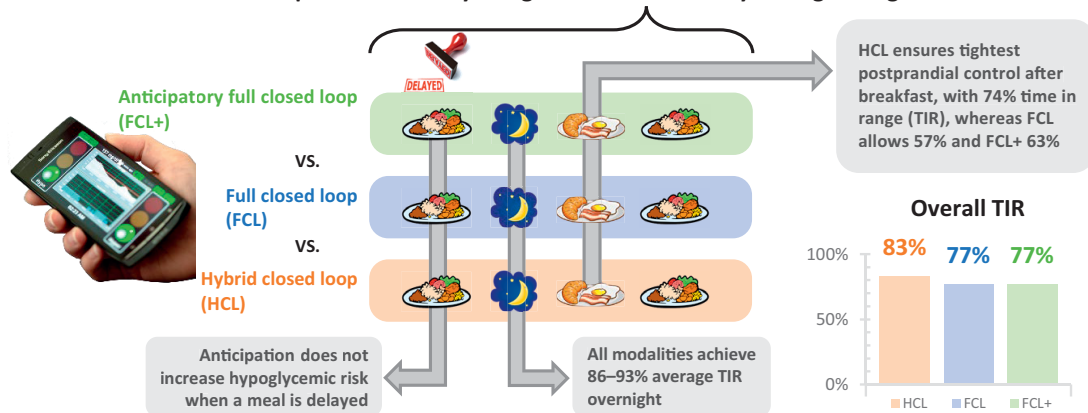 DELAYED
Anticipatory full closed loop
(FCL+)
VS.
Full closed loop
(FCL)
VS.
Hybrid closed loop
(HCL)
HCL ensures tightest
postprandial control after
breakfast, with 74% time in
range (TIR), whereas FCL
allows 57% and FCL+ 63%
Overall TIR
83%
77%
77%
100%
50%
0%
HCL
FCL
FCL+
Anticipation does not
increase hypoglycemic risk
when a meal is delayed
All modalities achieve
86–93% average TIR
overnight